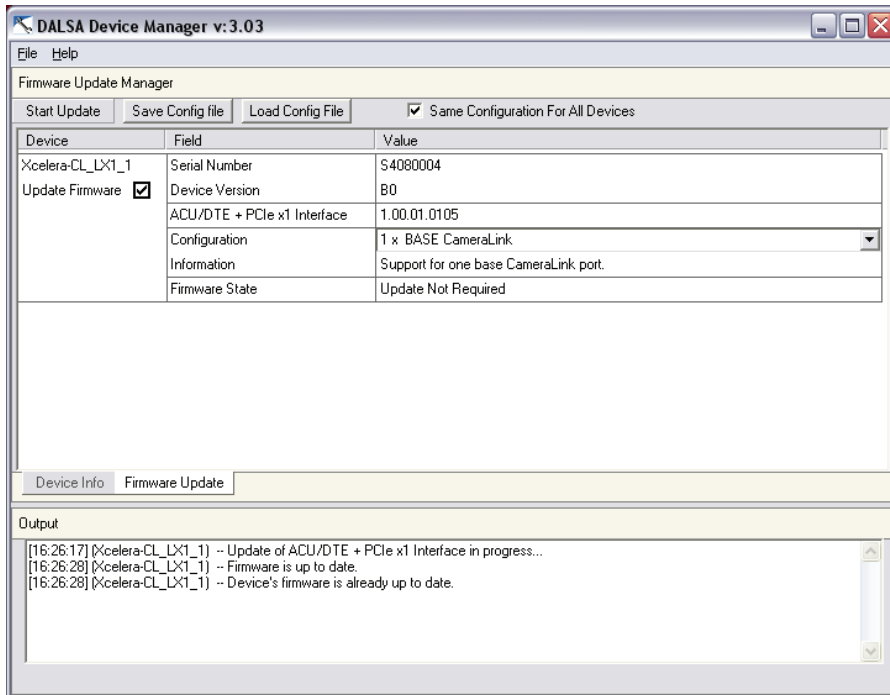 DALSA Device Manager v:3.03
File Help
Firmware Update Manager
Start Update Save Config file Load Config File Same Configuration For All Devices
Device Field Value
Xcelera-CL_LX1_1 Serial Number S4080004
Update Firmware Device Version B0
ACU/DTE + PCIe x1 Interface 1.00.01.0105
Configuration 1 x BASE CameraLink
Information Support for one base CameraLink port.
Firmware State Update Not Required
Device Info Firmware Update
Output
[16:26:17] (Xcelera-CL_LX1_1) -- Update of ACU/DTE + PCIe x1 Interface in progress...
[16:26:28] (Xcelera-CL_LX1_1) -- Firmware is up to date.
[16:26:28] (Xcelera-CL_LX1_1) -- Device's firmware is already up to date.